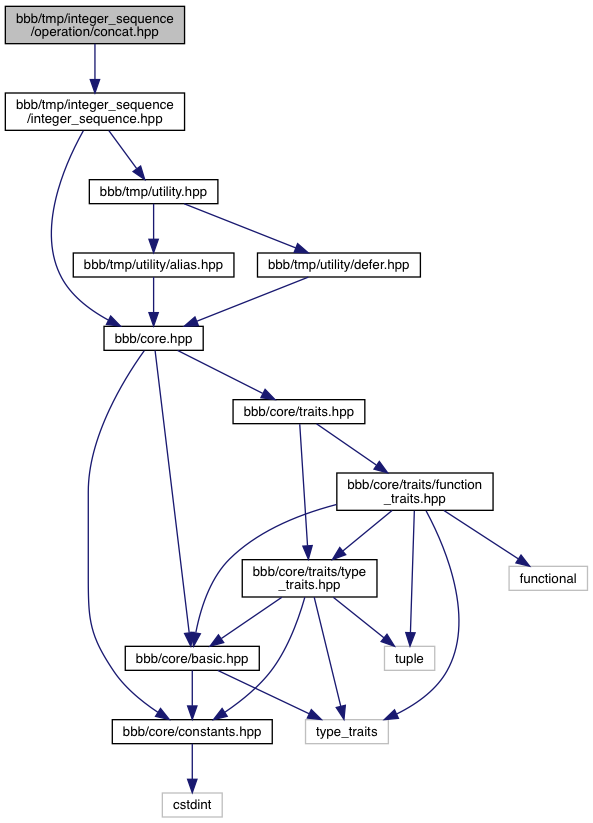 bbb/tmp/integer_sequence
/operation/concat.hpp
bbb/tmp/integer_sequence
/integer_sequence.hpp
bbb/tmp/utility.hpp
bbb/tmp/utility/alias.hpp
bbb/tmp/utility/defer.hpp
bbb/core.hpp
bbb/core/traits.hpp
bbb/core/traits/function
_traits.hpp
bbb/core/traits/type
_traits.hpp
functional
bbb/core/basic.hpp
tuple
bbb/core/constants.hpp
type_traits
cstdint